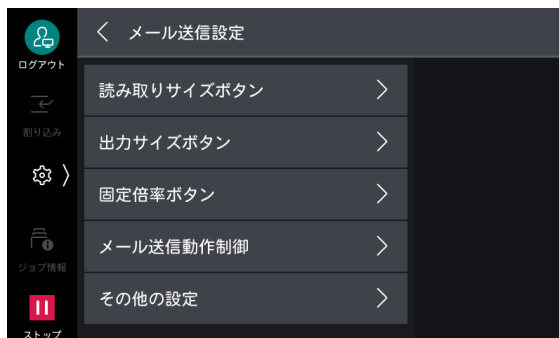 メール送信設定
ログアウト
読み取りサイズボタン
割り込み
出力サイズボタン
固定倍率ボタン
メール送信動作制御
ジョブ情報
その他の設定
ストップ